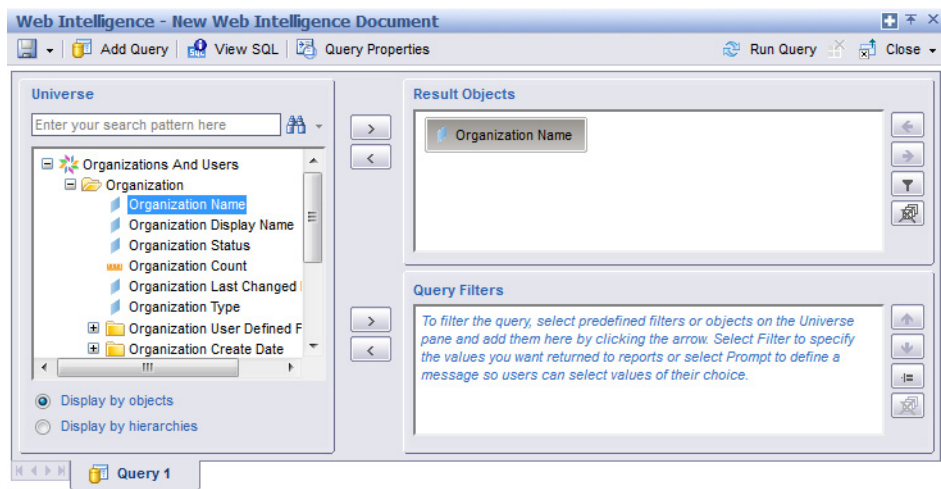 Web Intelligence - New Web Intelligence Document
Add Query View SQL Query Properties Run Query Close
Universe
Enter your search pattern here
Organizations And Users
Organization
Organization Name
Organization Display Name
Organization Status
Organization Count
Organization Last Changed
Organization Type
Organization User Defined F
Organization Create Date
Display by objects
Display by hierarchies
Result Objects
Organization Name
Query Filters
To filter the query, select predefined filters or objects on the Universe
pane and add them here by clicking the arrow. Select Filter to specify
the values you want returned to reports or select Prompt to define a
message so users can select values of their choice.
Query 1